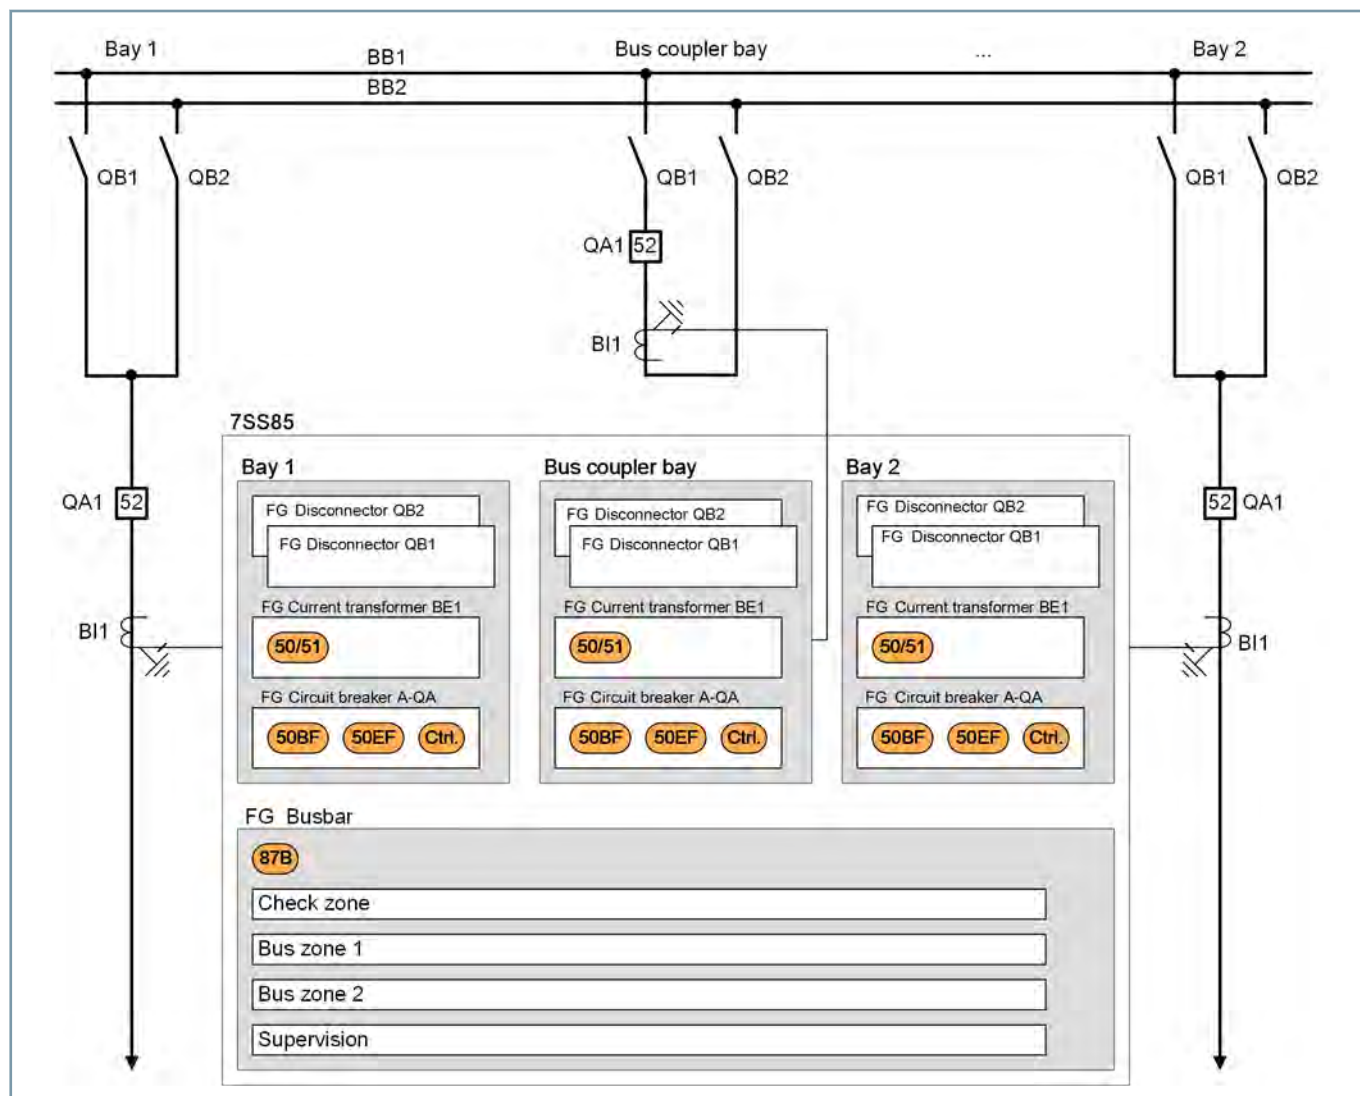 Bay 1
BB1
Bus coupler bay
...
Bay 2
BB2
QB1
QB2
QB1
QB2
QB1
QB2
QA1
52
BI1
7SS85
Bay 1
Bus coupler bay
Bay 2
QA1
52
FG Disconnector QB2
FG Disconnector QB1
FG Disconnector QB2
FG Disconnector QB1
FG Disconnector QB2
FG Disconnector QB1
52
QA1
FG Current transformer BE1
FG Current transformer BE1
FG Current transformer BE1
BI1
50/51
50/51
50/51
BI1
FG Circuit breaker A-QA
FG Circuit breaker A-QA
FG Circuit breaker A-QA
50BF 50EF Ctrl.
50BF 50EF Ctrl.
50BF 50EF Ctrl.
FG Busbar
87B
Check zone
Bus zone 1
Bus zone 2
Supervision